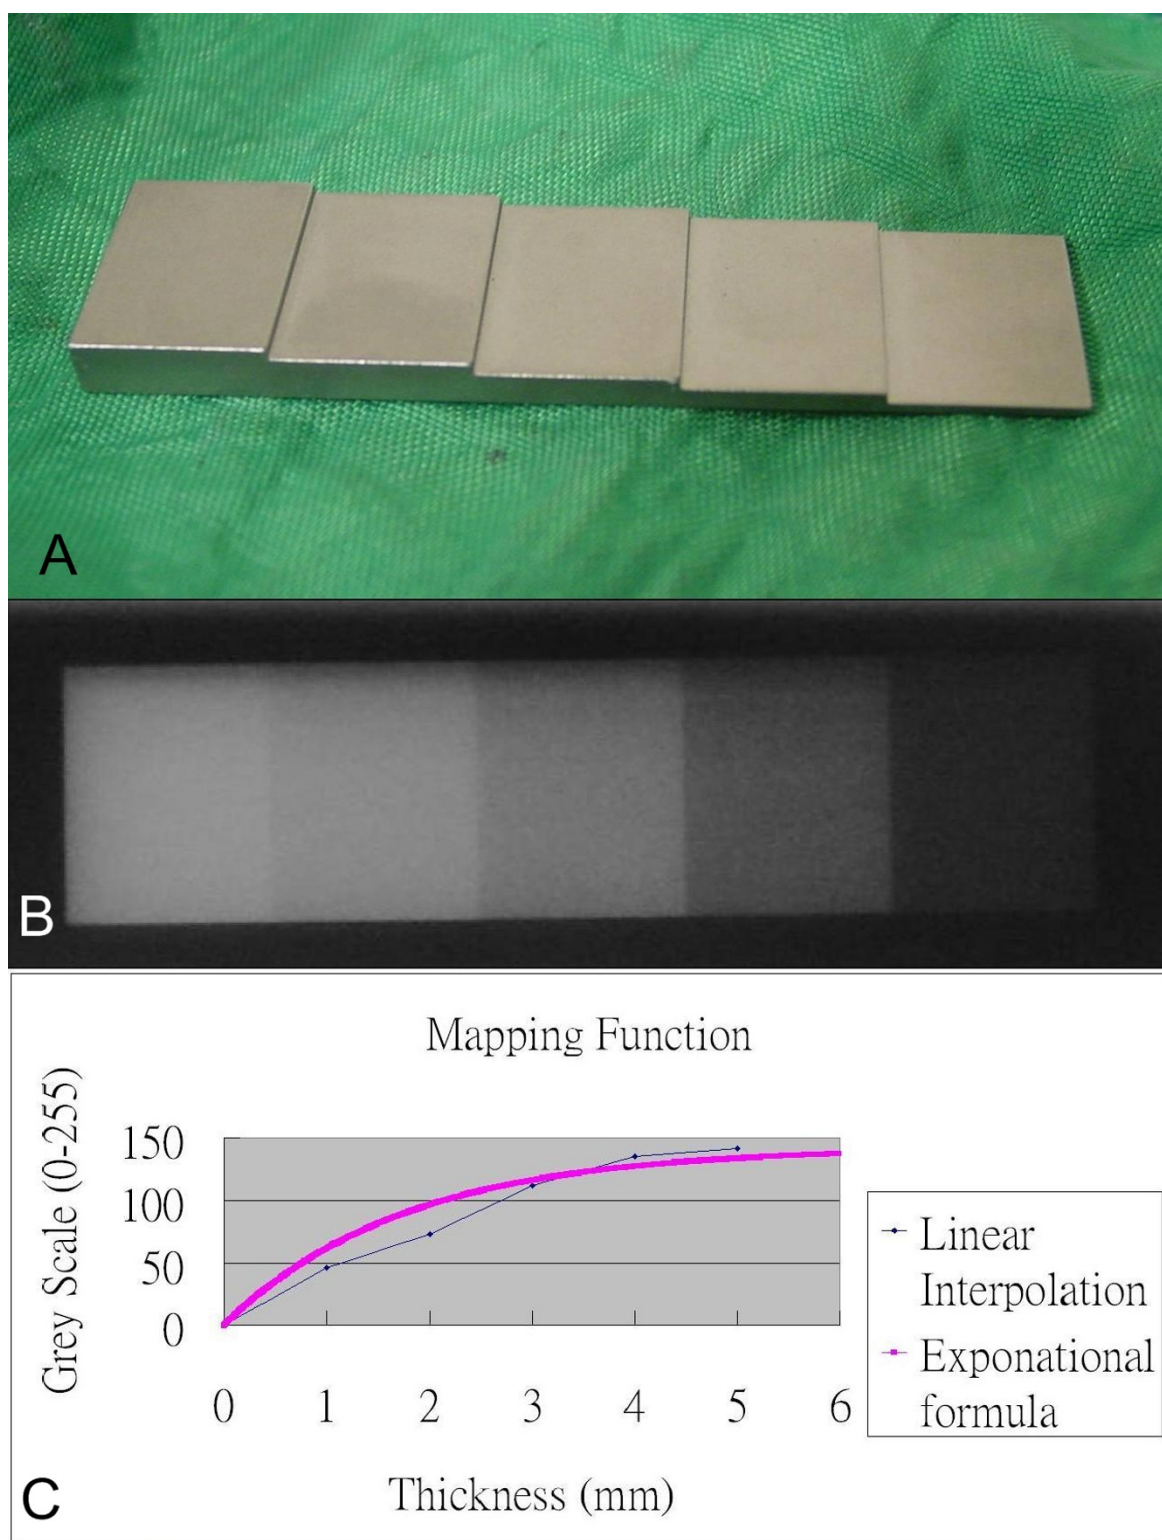 A
B
Mapping Function
Grey Scale (0-255)
150
100
50
0
0 1 2 3 4 5 6
Thickness (mm)
Linear
Interpolation
Exponational
formula
C